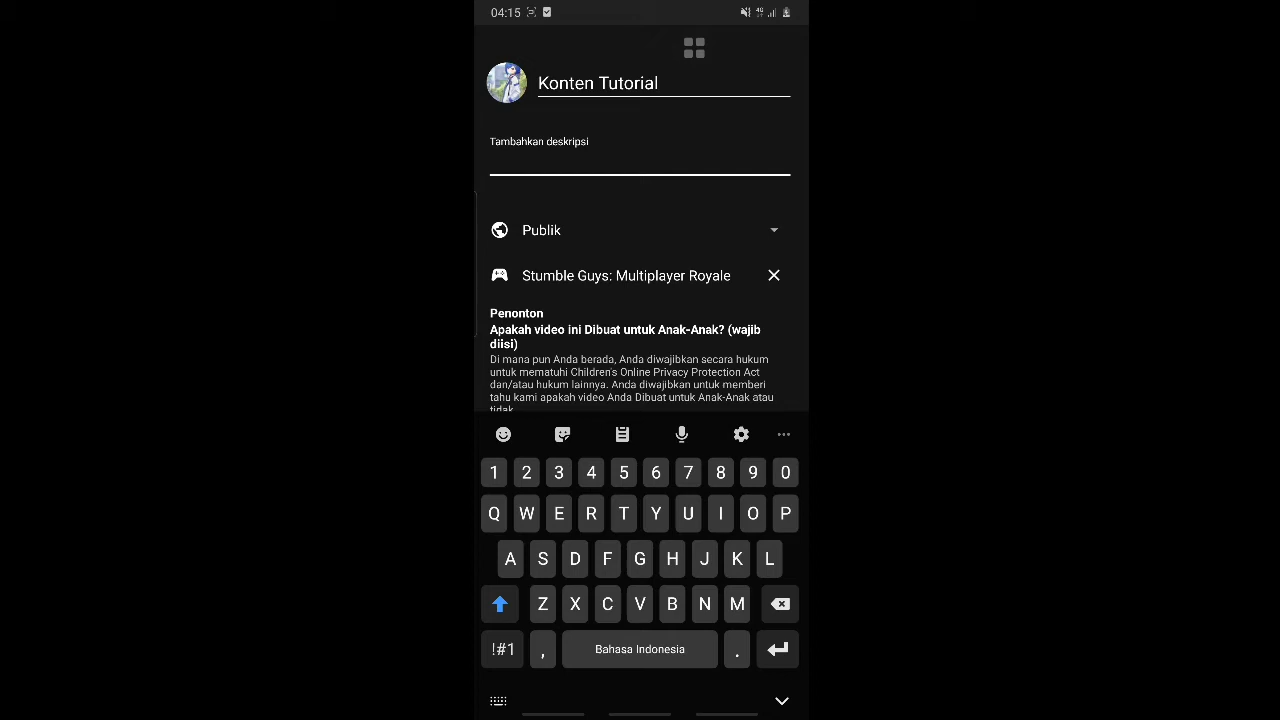 04:15
Konten Tutorial
Tambahkan deskripsi
Publik
Stumble Guys: Multiplayer Royale
Penonton
Apakah video ini Dibuat untuk Anak-Anak? (wajib
diisi)
Di mana pun Anda berada, Anda diwajibkan secara hukum
untuk mematuhi Children's Online Privacy Protection Act
dan/atau hukum lainnya. Anda diwajibkan untuk memberi
tahu kami apakah video Anda Dibuat untuk Anak-Anak atau
tidak.
1 2 3 4 5 6 7 8 9 0
Q W E R T Y U I O P
A S D F G H J K L
Z X C V B N M
!#1 , Bahasa Indonesia .